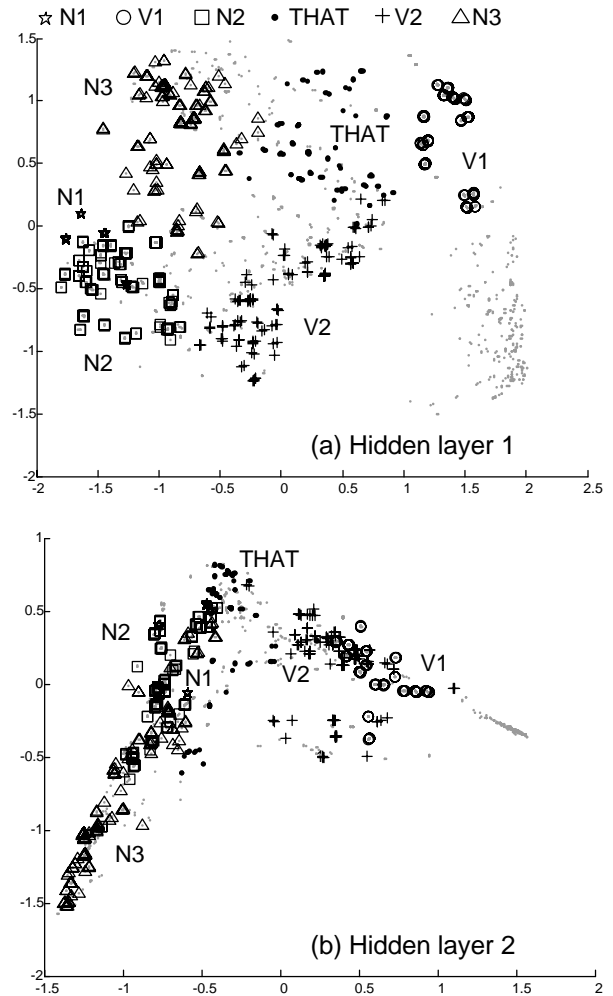 N1 V1 N2 THAT V2 N3
1.5
1
0.5
0
-0.5
-1
-1.5
-2
N3
THAT
V1
N1
V2
N2
(a) Hidden layer 1
-2 -1.5 -1 -0.5 0 0.5 1 1.5 2 2.5
1
0.5
0
-0.5
-1
-1.5
-2
THAT
N2
N1
V2
V1
N3
(b) Hidden layer 2
-1.5 -1 -0.5 0 0.5 1 1.5 2